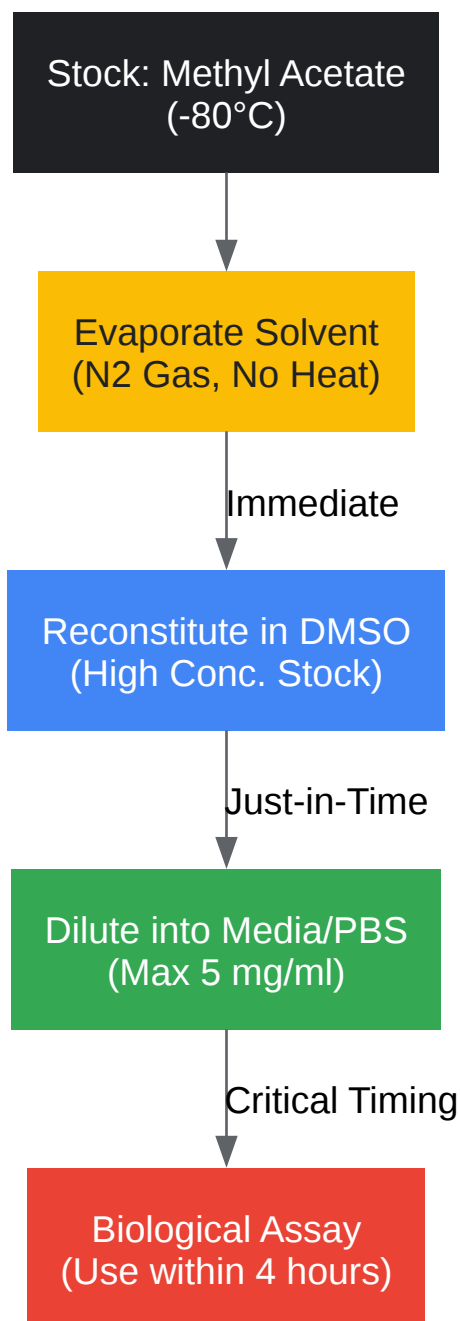 Stock: Methyl Acetate
(-80°C)
Evaporate Solvent
(N2 Gas, No Heat)
Immediate
Reconstitute in DMSO
(High Conc. Stock)
Just-in-Time
Dilute into Media/PBS
(Max 5 mg/ml)
Critical Timing
Biological Assay
(Use within 4 hours)